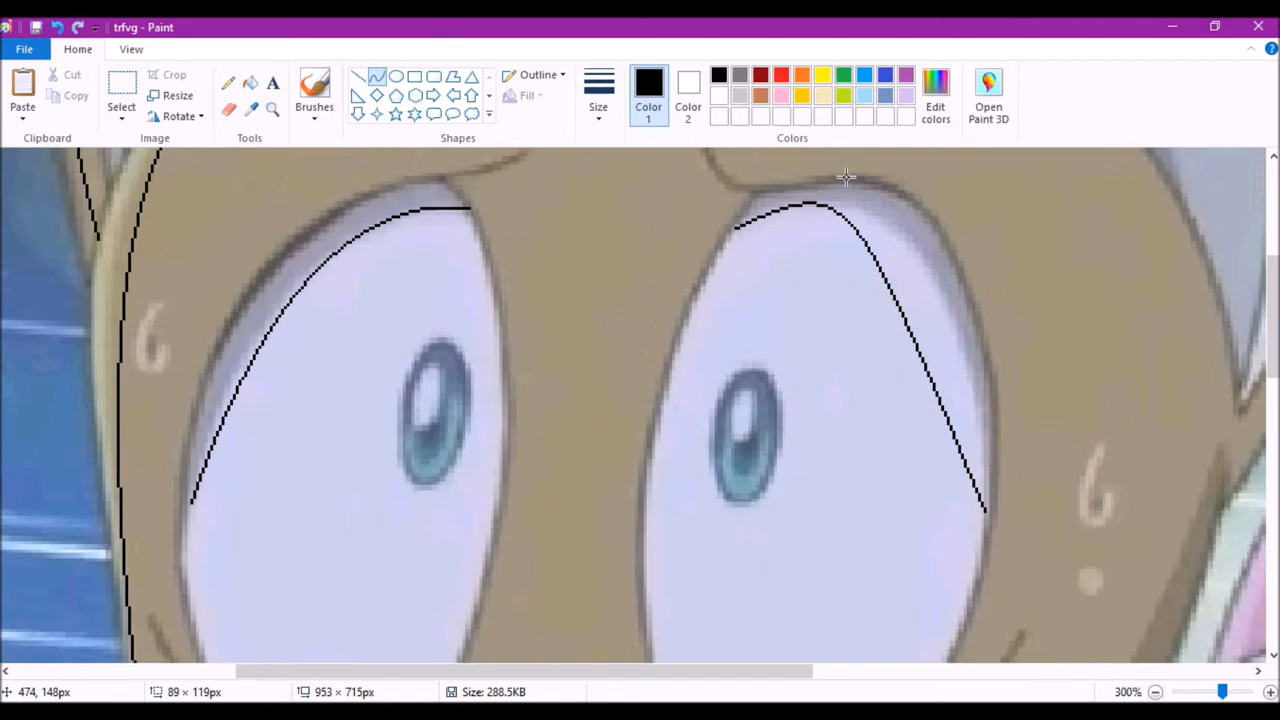 trfvg - Paint
File Home View
Paste
Cut
Copy
Clipboard
Select
Crop
Resize
Rotate
Image
Tools
Brushes
Shapes
Outline
Fill
Size
Color 1
Color 2
Colors
Edit colors
Open Paint 3D
474, 148px
89 × 119px
953 × 715px
Size: 288.5KB
300%